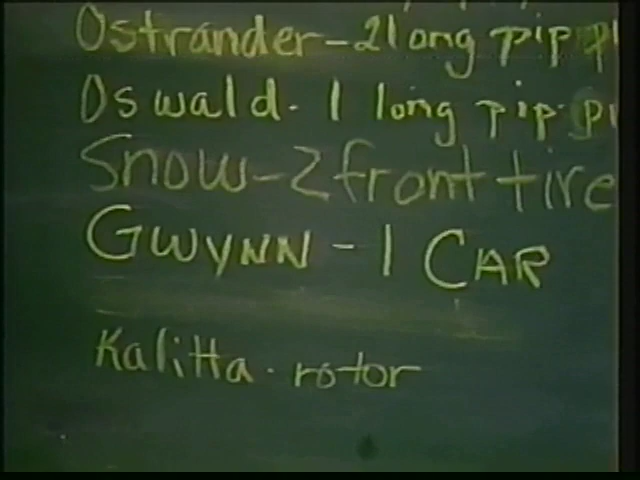 Ostrander-2 long pip
Oswald. 1 long pip
Snow-2 front tire
GWYNN - 1 CAR
Kalitta. rotor